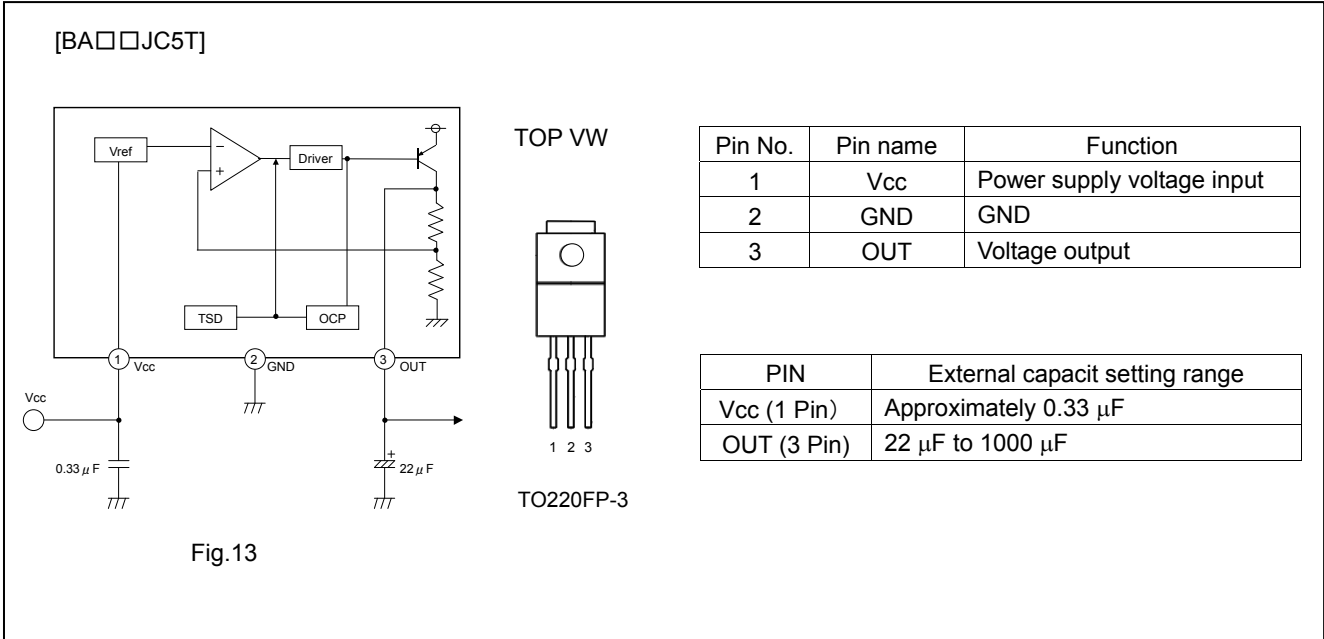 [BA□□JC5T]
Vref
−
+
Driver
TSD
OCP
1 Vcc
2 GND
3 OUT
Vcc
0.33 μ F
+
22 μ F
Fig.13
TOP VW
1 2 3
TO220FP-3
Pin No. Pin name Function
1 Vcc Power supply voltage input
2 GND GND
3 OUT Voltage output
PIN External capacit setting range
Vcc (1 Pin） Approximately 0.33 μF
OUT (3 Pin) 22 μF to 1000 μF